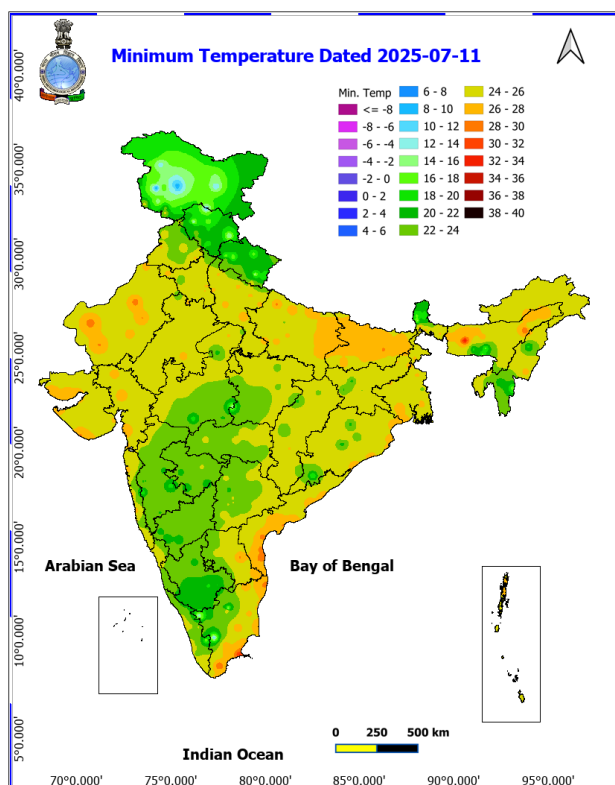 Minimum Temperature Dated 2025-07-11
Min. Temp
<= -8
-8 - -6
-6 - -4
-4 - -2
-2 - 0
0 - 2
2 - 4
4 - 6
6 - 8
8 - 10
10 - 12
12 - 14
14 - 16
16 - 18
18 - 20
20 - 22
22 - 24
24 - 26
26 - 28
28 - 30
30 - 32
32 - 34
34 - 36
36 - 38
38 - 40
40°0.000'
35°0.000'
30°0.000'
25°0.000'
20°0.000'
15°0.000'
10°0.000'
5°0.000'
Arabian Sea
Bay of Bengal
Indian Ocean
0 250 500 km
70°0.000' 75°0.000' 80°0.000' 85°0.000' 90°0.000' 95°0.000'